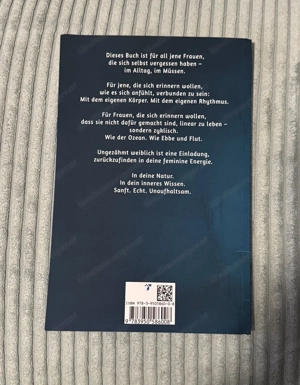 Dieses Buch ist für all jene Frauen,
die sich selbst vergessen haben –
im Alltag, im Müssen.
Für jene, die sich erinnern wollen,
wie es sich anfühlt, verbunden zu sein:
Mit dem eigenen Körper. Mit dem eigenen Rhythmus.
Für Frauen, die sich erinnern wollen,
dass sie nicht dafür gemacht sind, linear zu leben –
sondern zyklisch.
Wie der Ozean. Wie Ebbe und Flut.
Ungezähmt weiblich ist eine Einladung,
zurückzufinden in deine feminine Energie.
In deine Natur.
In dein inneres Wissen.
Sanft. Echt. Unaufhaltsam.